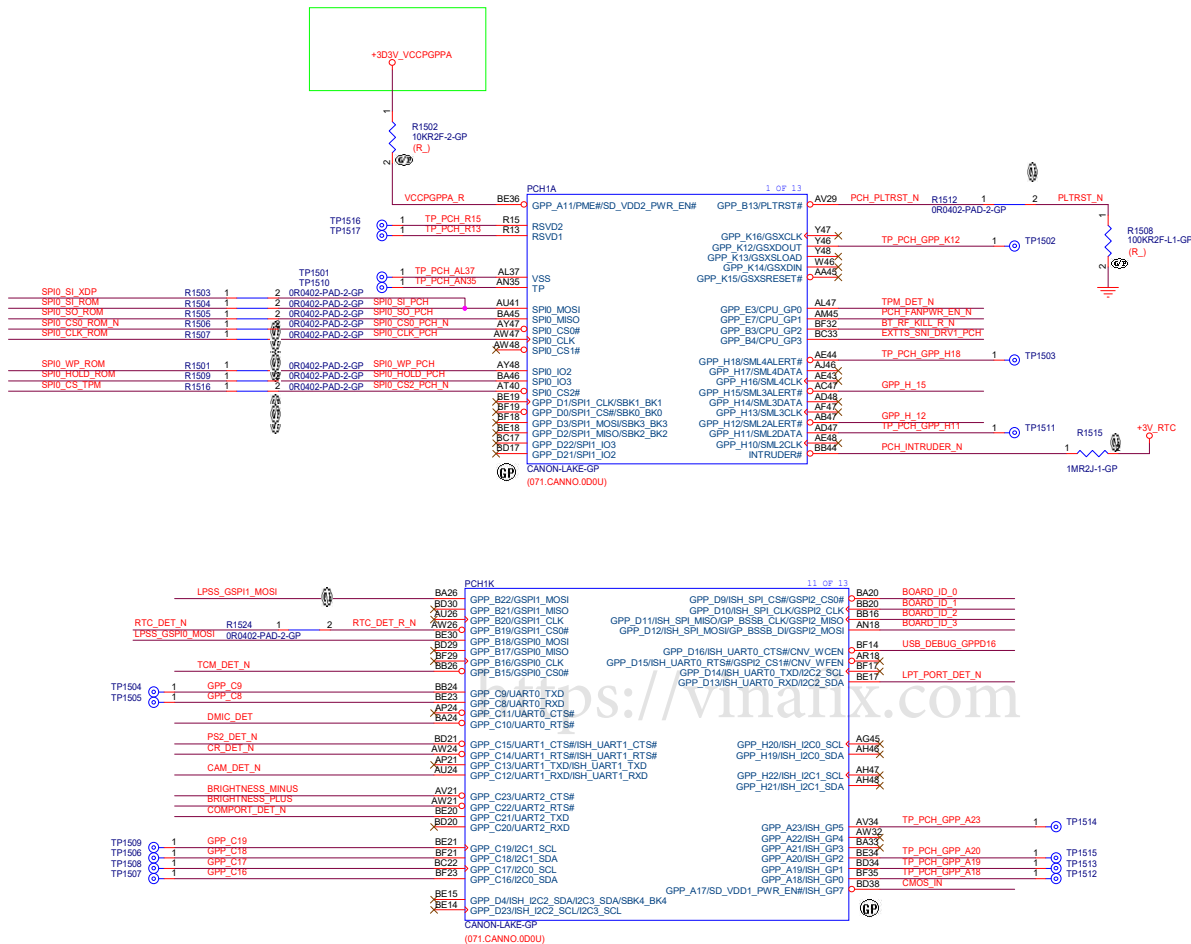 +3D3V_VCCPGPPA
1
R1502
10KR2F-2-GP
(R_)
2
PCH1A
1 OF 13
VCCPGPPA_R BE36 GPP_A11/PME#/SD_VDD2_PWR_EN#
GPP_B13/PLTRST# AV29 PCH_PLTRST_N R1512 1 2 PLTRST_N
0R0402-PAD-2-GP
1
R1508
100KR2F-L1-GP
(R_)
2
TP1516 1 TP_PCH_R15 R15 RSVD2
TP1517 1 TP_PCH_R13 R13 RSVD1
TP1501 1 TP_PCH_AL37 AL37 VSS
TP1510 1 TP_PCH_AN35 AN35 TP
SPI0_SI_XDP R1503 1 2 0R0402-PAD-2-GP
SPI0_SI_ROM R1504 1 2 0R0402-PAD-2-GP SPI0_SI_PCH AU41 SPI0_MOSI
SPI0_SO_ROM R1505 1 2 0R0402-PAD-2-GP SPI0_SO_PCH BA45 SPI0_MISO
SPI0_CS0_ROM_N R1506 1 0R0402-PAD-2-GP SPI0_CS0_PCH_N AY47 SPI0_CS0#
SPI0_CLK_ROM R1507 1 0R0402-PAD-2-GP SPI0_CLK_PCH AW47 SPI0_CLK
AW48 SPI0_CS1#
SPI0_WP_ROM R1501 1 0R0402-PAD-2-GP SPI0_WP_PCH AY48 SPI0_IO2
SPI0_HOLD_ROM R1509 1 2 0R0402-PAD-2-GP SPI0_HOLD_PCH BA46 SPI0_IO3
SPI0_CS_TPM R1516 1 2 0R0402-PAD-2-GP SPI0_CS2_PCH_N AT40 SPI0_CS2#
BE19 GPP_D1/SPI1_CLK/SBK1_BK1
BF19 GPP_D0/SPI1_CS#/SBK0_BK0
BF18 GPP_D3/SPI1_MOSI/SBK3_BK3
BE18 GPP_D2/SPI1_MISO/SBK2_BK2
BC17 GPP_D22/SPI1_IO3
BD17 GPP_D21/SPI1_IO2
GPP_K16/GSXCLK Y47
GPP_K12/GSXDOUT Y46 TP_PCH_GPP_K12 1 TP1502
GPP_K13/GSXSLOAD Y48
GPP_K14/GSXDIN W46
GPP_K15/GSXSRESET# AA45
GPP_E3/CPU_GP0 AL47 TPM_DET_N
GPP_E7/CPU_GP1 AM45 PCH_FANPWR_EN_N
GPP_B3/CPU_GP2 BF32 BT_RF_KILL_R_N
GPP_B4/CPU_GP3 BC33 EXTTS_SNI_DRV1_PCH
GPP_H18/SML4ALERT# AE44 TP_PCH_GPP_H18 1 TP1503
GPP_H17/SML4DATA AJ46
GPP_H16/SML4CLK AE43
GPP_H15/SML3ALERT# AC47 GPP_H_15
GPP_H14/SML3DATA AD48
GPP_H13/SML3CLK AF47
GPP_H12/SML2ALERT# AB47 GPP_H_12
GPP_H11/SML2DATA AD47 TP_PCH_GPP_H11 1 TP1511
GPP_H10/SML2CLK AE48
INTRUDER# BB44 PCH_INTRUDER_N 1 R1515 +3V_RTC
1MR2J-1-GP
GP
CANON-LAKE-GP
(071.CANNO.0D0U)
PCH1K
11 OF 13
LPSS_GSPI1_MOSI BA26 GPP_B22/GSPI1_MOSI
BD30 GPP_B21/GSPI1_MISO
AU26 GPP_B20/GSPI1_CLK
RTC_DET_N R1524 1 2 RTC_DET_R_N AW26 GPP_B19/GSPI1_CS0#
LPSS_GSPI0_MOSI 0R0402-PAD-2-GP BE30 GPP_B18/GSPI0_MOSI
BD29 GPP_B17/GSPI0_MISO
BF29 GPP_B16/GSPI0_CLK
TCM_DET_N BB26 GPP_B15/GSPI0_CS0#
TP1504 1 GPP_C9 BB24 GPP_C9/UART0_TXD
TP1505 1 GPP_C8 BE23 GPP_C8/UART0_RXD
AP24 GPP_C11/UART0_CTS#
DMIC_DET BA24 GPP_C10/UART0_RTS#
PS2_DET_N BD21 GPP_C15/UART1_CTS#/ISH_UART1_CTS#
CR_DET_N AW24 GPP_C14/UART1_RTS#/ISH_UART1_RTS#
AP21 GPP_C13/UART1_TXD/ISH_UART1_TXD
CAM_DET_N AU24 GPP_C12/UART1_RXD/ISH_UART1_RXD
BRIGHTNESS_MINUS AV21 GPP_C23/UART2_CTS#
BRIGHTNESS_PLUS AW21 GPP_C22/UART2_RTS#
COMPORT_DET_N BE20 GPP_C21/UART2_TXD
BD20 GPP_C20/UART2_RXD
TP1509 1 GPP_C19 BE21 GPP_C19/I2C1_SCL
TP1506 1 GPP_C18 BF21 GPP_C18/I2C1_SDA
TP1508 1 GPP_C17 BC22 GPP_C17/I2C0_SCL
TP1507 1 GPP_C16 BF23 GPP_C16/I2C0_SDA
BE15 GPP_D4/ISH_I2C2_SDA/I2C3_SDA/SBK4_BK4
BE14 GPP_D23/ISH_I2C2_SCL/I2C3_SCL
GPP_D9/ISH_SPI_CS#/GSPI2_CS0# BA20 BOARD_ID_0
GPP_D10/ISH_SPI_CLK/GSPI2_CLK BB20 BOARD_ID_1
GPP_D11/ISH_SPI_MISO/GP_BSSB_CLK/GSPI2_MISO BB16 BOARD_ID_2
GPP_D12/ISH_SPI_MOSI/GP_BSSB_DI/GSPI2_MOSI AN18 BOARD_ID_3
GPP_D16/ISH_UART0_CTS#/CNV_WCEN BF14 USB_DEBUG_GPPD16
GPP_D15/ISH_UART0_RTS#/GSPI2_CS1#/CNV_WFEN AR18
GPP_D14/ISH_UART0_TXD/I2C2_SCL BF17
GPP_D13/ISH_UART0_RXD/I2C2_SDA BE17 LPT_PORT_DET_N
https://vinafix.com
GPP_H20/ISH_I2C0_SCL AG45
GPP_H19/ISH_I2C0_SDA AH46
GPP_H22/ISH_I2C1_SCL AH47
GPP_H21/ISH_I2C1_SDA AH48
GPP_A23/ISH_GP5 AV34 TP_PCH_GPP_A23 1 TP1514
GPP_A22/ISH_GP4 AW32
GPP_A21/ISH_GP3 BA33
GPP_A20/ISH_GP2 BE34 TP_PCH_GPP_A20 1 TP1515
GPP_A19/ISH_GP1 BD34 TP_PCH_GPP_A19 1 TP1513
GPP_A18/ISH_GP0 BF35 TP_PCH_GPP_A18 1 TP1512
GPP_A17/SD_VDD1_PWR_EN#/ISH_GP7 BD38 CMOS_IN
GP
CANON-LAKE-GP
(071.CANNO.0D0U)